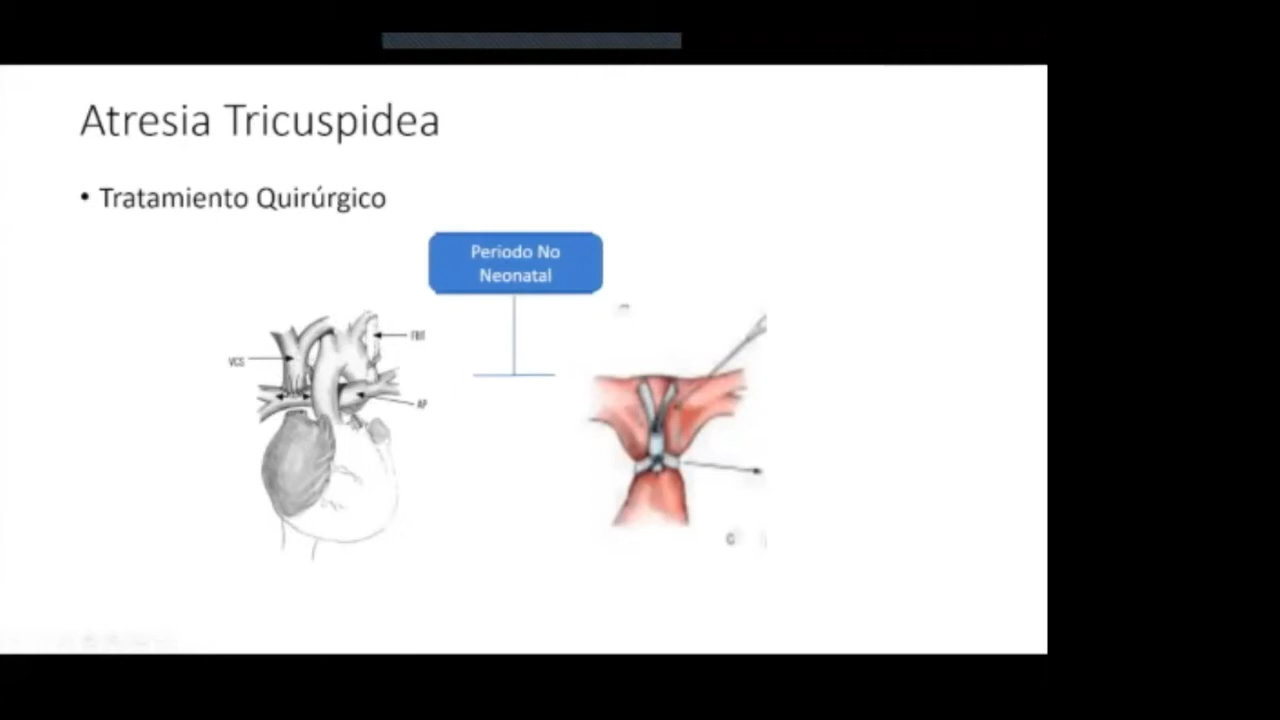 Atresia Tricuspidea
• Tratamiento Quirúrgico
Periodo No
Neonatal
VCS
AP